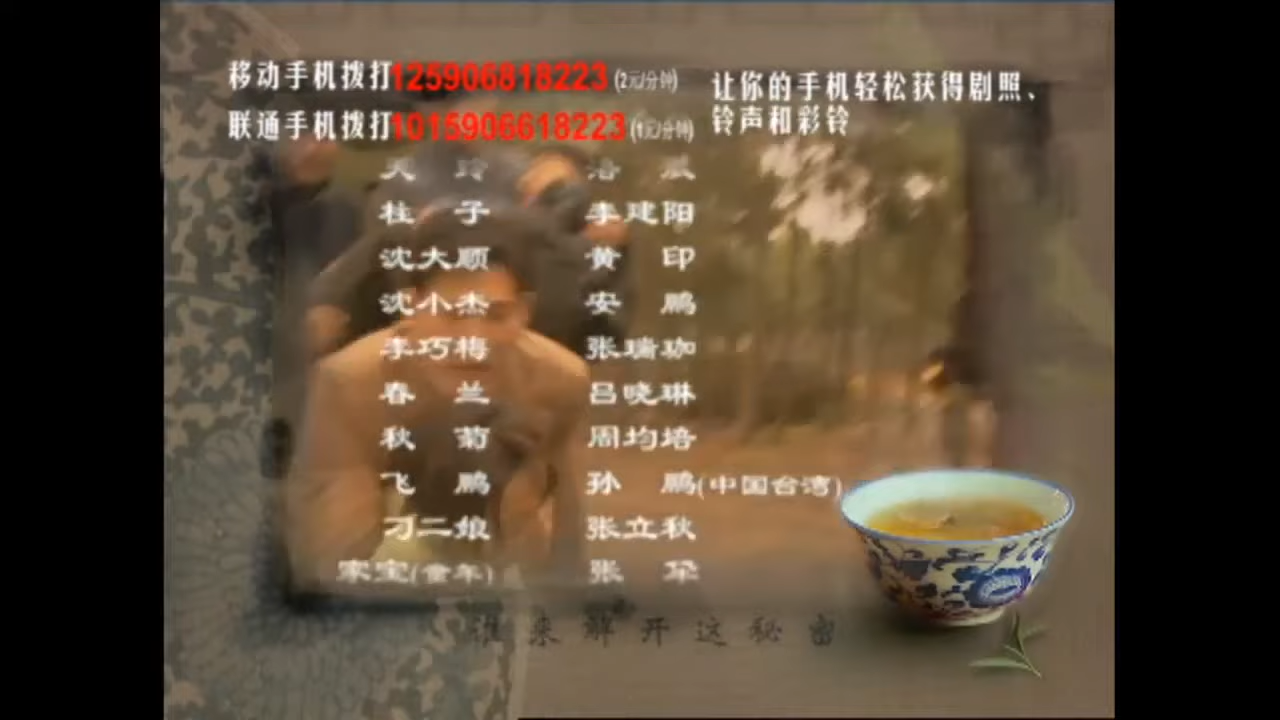 移动手机拨打125906818223(2元/分钟)
联通手机拨打1015906618223(1元/分钟)
让你的手机轻松获得剧照、
铃声和彩铃
桂 子 李建阳
沈大顺 黄 印
沈小杰 安 鹏
李巧梅 张瑞珈
春 兰 吕晓琳
秋 菊 周均培
飞 鹏 孙 鹏(中国台湾)
刁二娘 张立秋
家宝(童年) 张
谁来解开这秘密